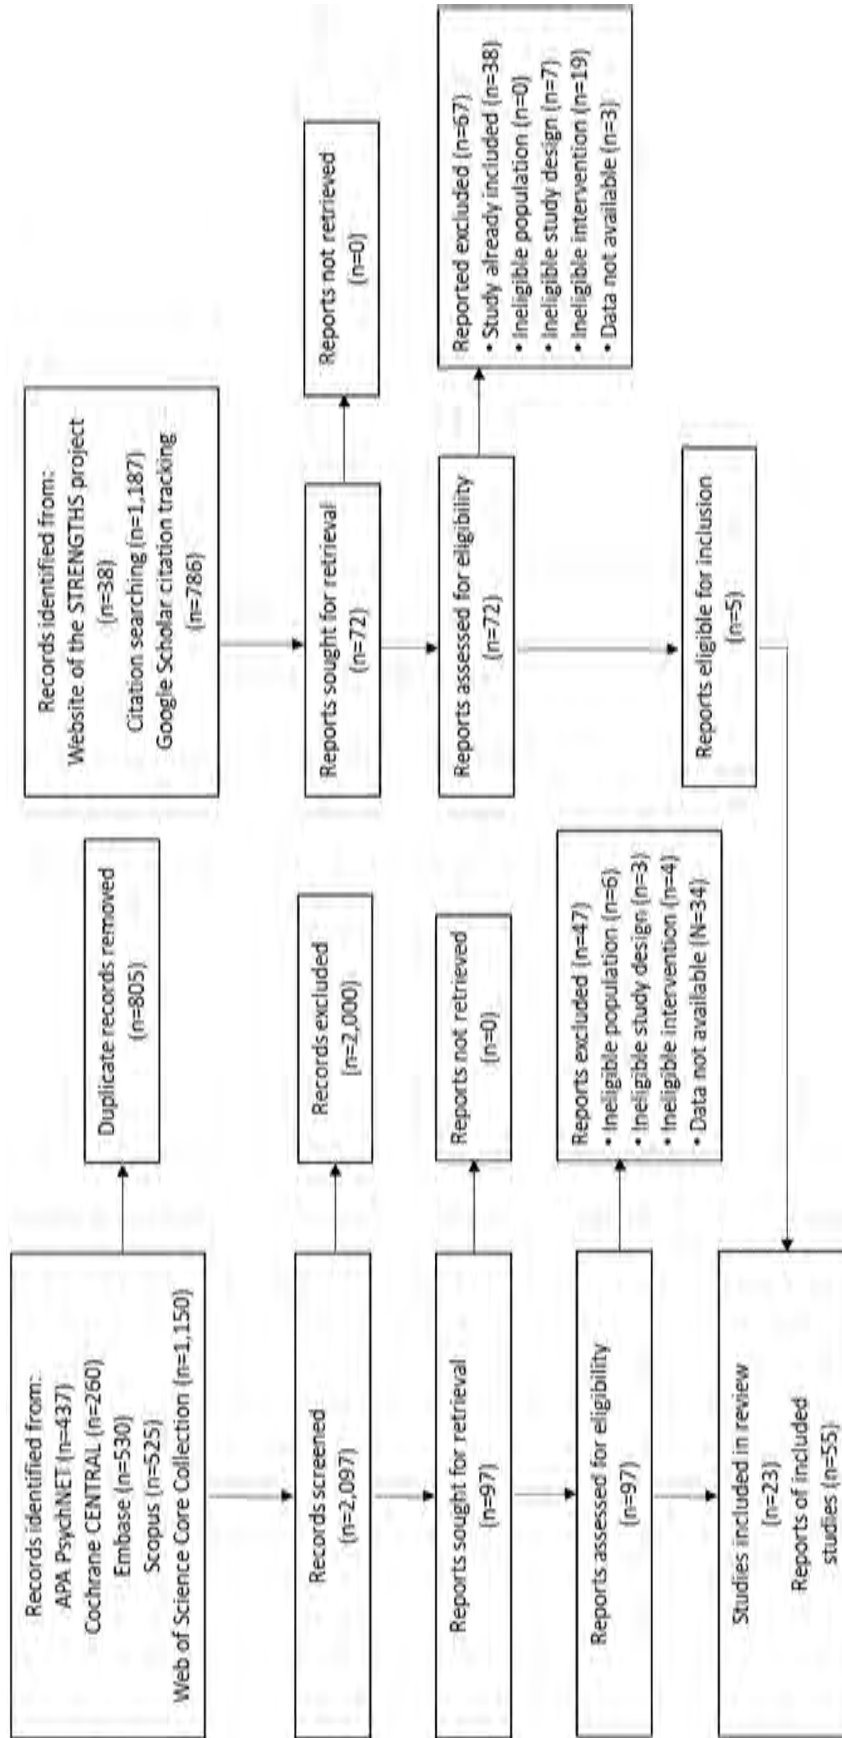 Records identified from:
APA PsychNET (n=437)
Cochrane CENTRAL (n=260)
Embase (n=530)
Scopus (n=525)
Web of Science Core Collection (n=1,150)
Duplicate records removed
(n=805)
Records screened
(n=2,097)
Records excluded
(n=2,000)
Reports sought for retrieval
(n=97)
Reports not retrieved
(n=0)
Reports assessed for eligibility
(n=97)
Reports excluded (n=47)
• Ineligible population (n=6)
• Ineligible study design (n=3)
• Ineligible intervention (n=4)
• Data not available (N=34)
Studies included in review
(n=23)
Reports of included
studies (n=55)
Records identified from:
Website of the STRENGTHS project
(n=38)
Citation searching (n=1,187)
Google Scholar citation tracking
(n=786)
Reports sought for retrieval
(n=72)
Reports not retrieved
(n=0)
Reports assessed for eligibility
(n=72)
Reported excluded (n=67)
• Study already included (n=38)
• Ineligible population (n=0)
• Ineligible study design (n=7)
• Ineligible intervention (n=19)
• Data not available (n=3)
Reports eligible for inclusion
(n=5)